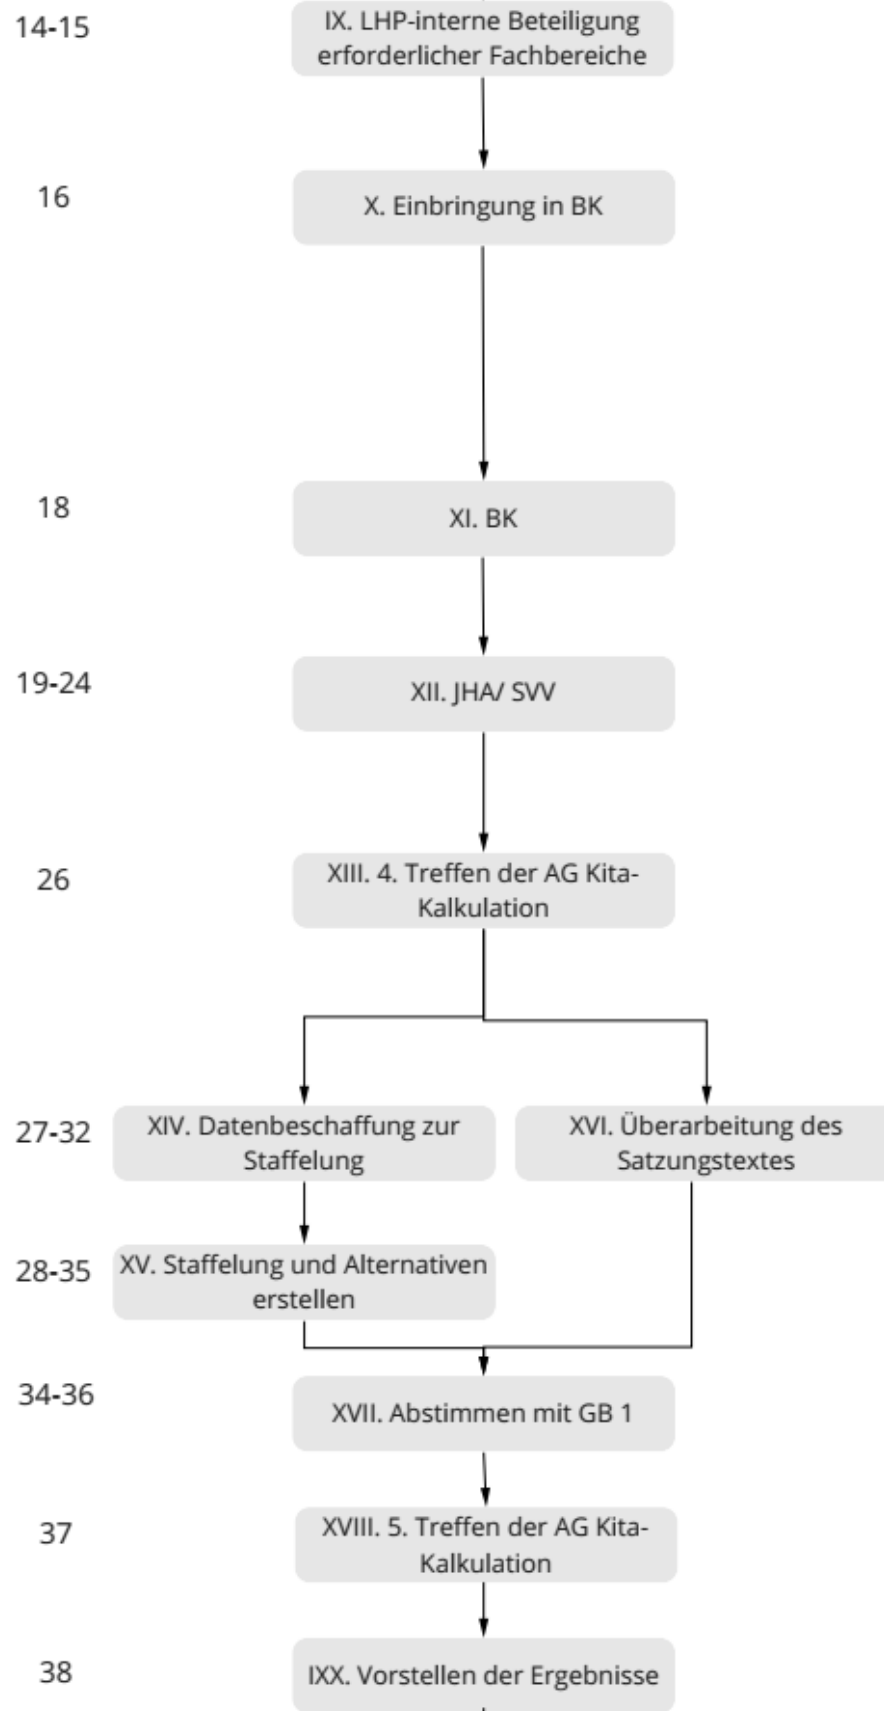 14-15
IX. LHP-interne Beteiligung
erforderlicher Fachbereiche
16
X. Einbringung in BK
18
XI. BK
19-24
XII. JHA/ SVV
26
XIII. 4. Treffen der AG Kita-
Kalkulation
27-32
XIV. Datenbeschaffung zur
Staffelung
XVI. Überarbeitung des
Satzungstextes
28-35
XV. Staffelung und Alternativen
erstellen
34-36
XVII. Abstimmen mit GB 1
37
XVIII. 5. Treffen der AG Kita-
Kalkulation
38
IXX. Vorstellen der Ergebnisse